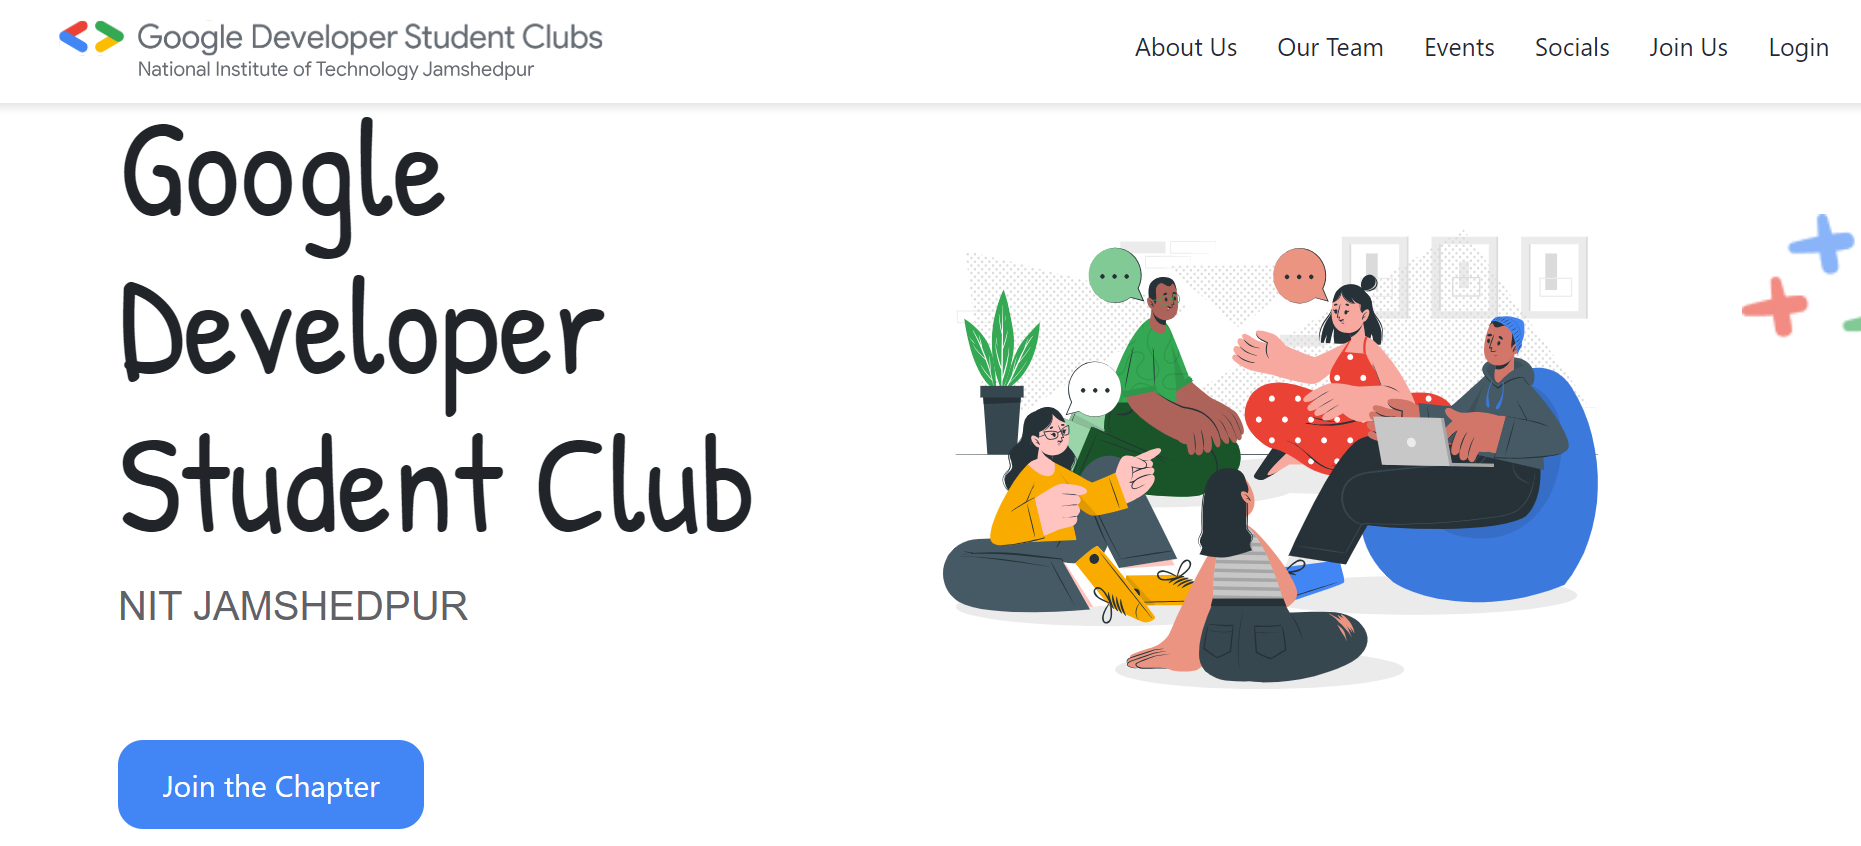 Google Developer Student Clubs
National Institute of Technology Jamshedpur
About Us Our Team Events Socials Join Us Login
Google
Developer
Student Club
NIT JAMSHEDPUR
Join the Chapter